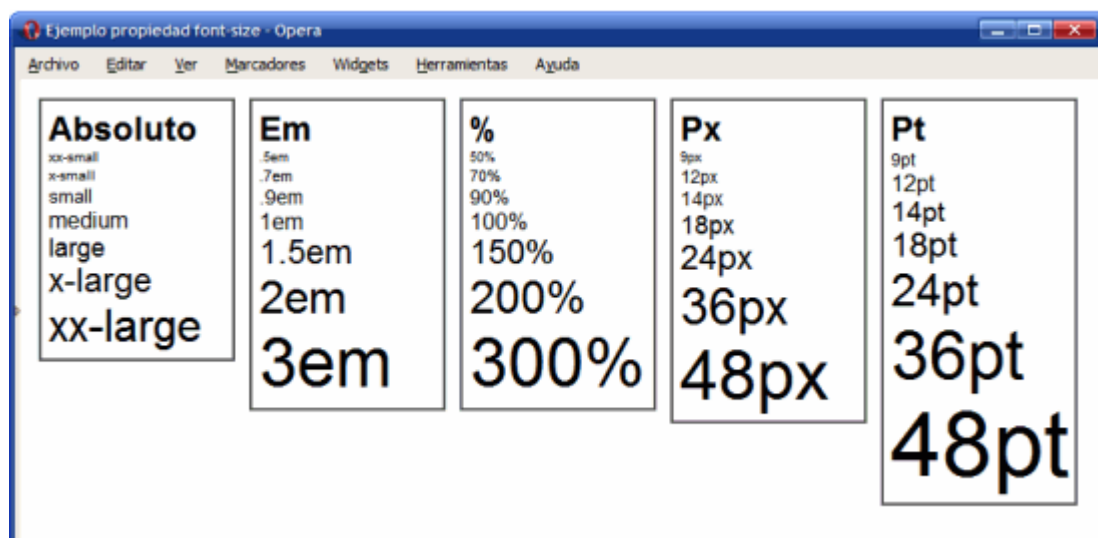 Ejemplo propiedad font-size - Opera
Archivo Editar Ver Marcadores Widgets Herramientas Ayuda
Absoluto
xx-small
x-small
small
medium
large
x-large
xx-large
Em
.5em
.7em
.9em
1em
1.5em
2em
3em
%
50%
70%
90%
100%
150%
200%
300%
Px
9px
12px
14px
18px
24px
36px
48px
Pt
9pt
12pt
14pt
18pt
24pt
36pt
48pt